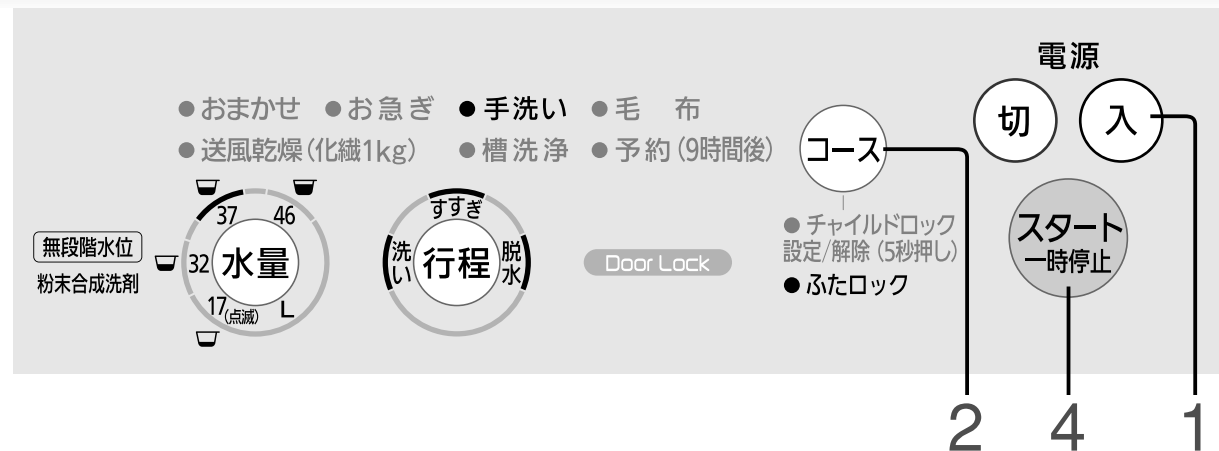 電源
切 入
●おまかせ ●お急ぎ ●手洗い ●毛 布
●送風乾燥(化繊1kg) ●槽洗浄 ●予約(9時間後)
コース
37 46
32
17(点滅) L
水量
無段階水位
粉末合成洗剤
すすぎ
洗い
脱水
行程
Door Lock
●チャイルドロック
設定/解除(5秒押し)
●ふたロック
スタート
一時停止
2 4 1